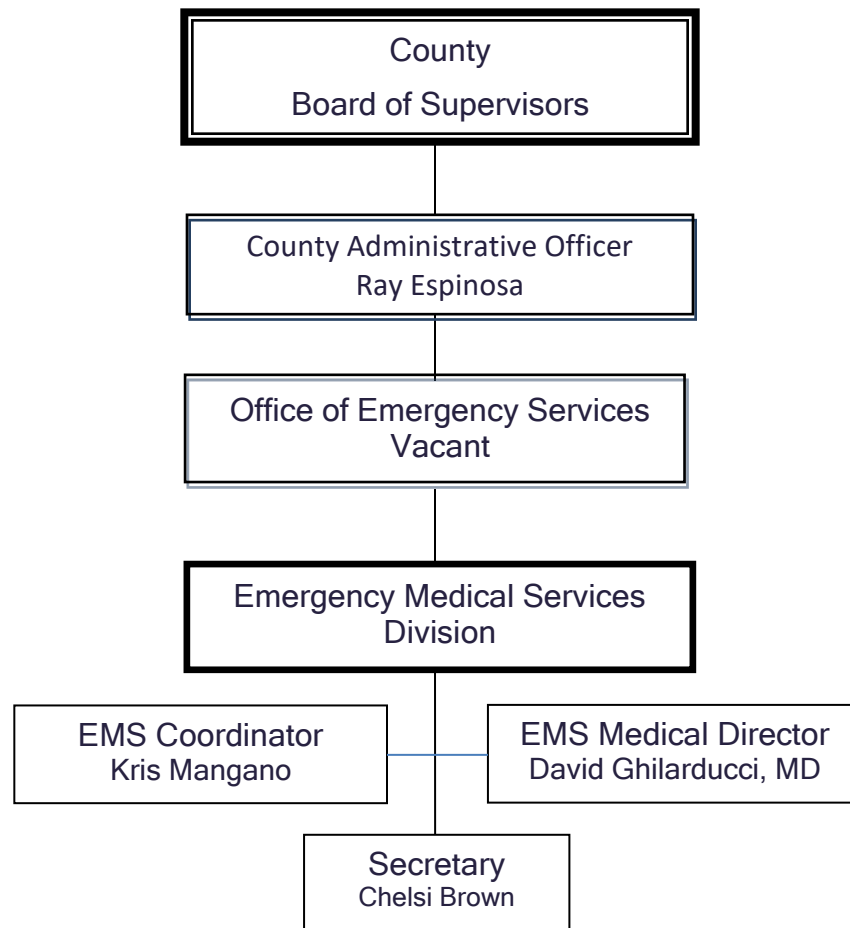 County
Board of Supervisors
County Administrative Officer
Ray Espinosa
Office of Emergency Services
Vacant
Emergency Medical Services
Division
EMS Coordinator
Kris Mangano
EMS Medical Director
David Ghilarducci, MD
Secretary
Chelsi Brown